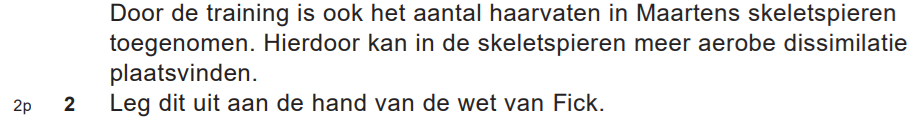 Door de training is ook het aantal haarvaten in Maartens skeletspieren
toegenomen. Hierdoor kan in de skeletspieren meer aerobe dissimilatie
plaatsvinden.
2p 2 Leg dit uit aan de hand van de wet van Fick.